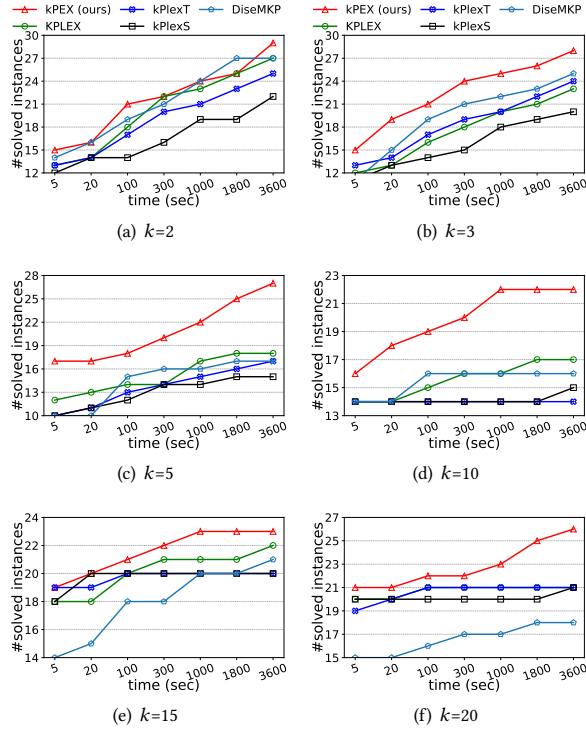 kPEX (ours) kPlexT DiseMKP kPEX (ours) kPlexT DiseMKP
KPLEX kPlexS KPLEX kPlexS
30
27
24
21
18
15
12
#solved instances
5 20 100 300 1000 1800 3600
time (sec)
(a) k=2
30
27
24
21
18
15
12
#solved instances
5 20 100 300 1000 1800 3600
time (sec)
(b) k=3
28
25
22
19
16
13
10
#solved instances
5 20 100 300 1000 1800 3600
time (sec)
(c) k=5
23
21
19
17
15
13
#solved instances
5 20 100 300 1000 1800 3600
time (sec)
(d) k=10
24
22
20
18
16
14
#solved instances
5 20 100 300 1000 1800 3600
time (sec)
(e) k=15
27
25
23
21
19
17
15
#solved instances
5 20 100 300 1000 1800 3600
time (sec)
(f) k=20